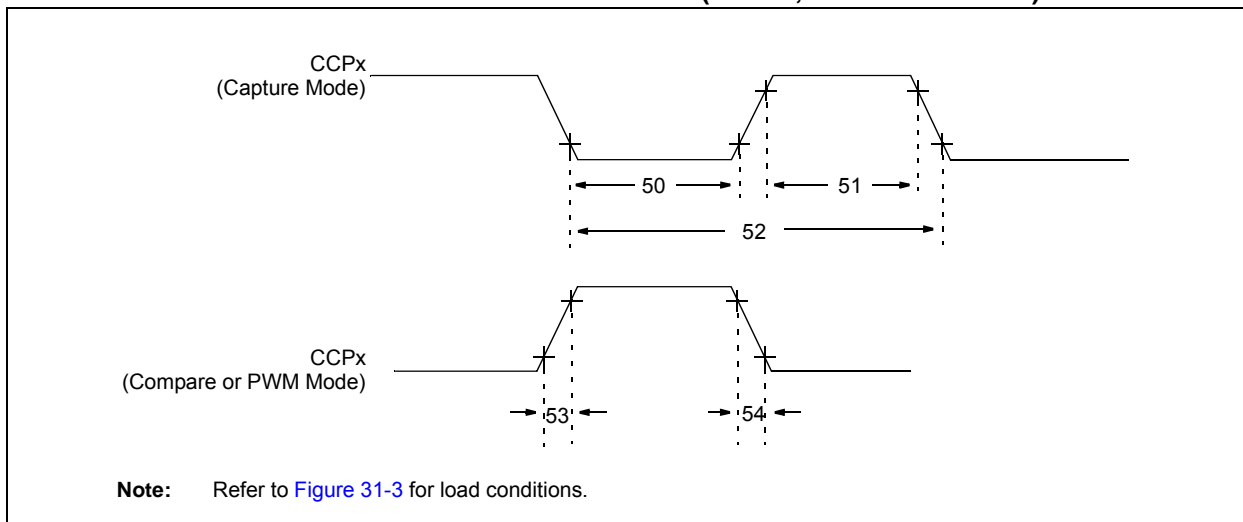 CCPx
(Capture Mode)
50
51
52
CCPx
(Compare or PWM Mode)
53
54
Note: Refer to Figure 31-3 for load conditions.